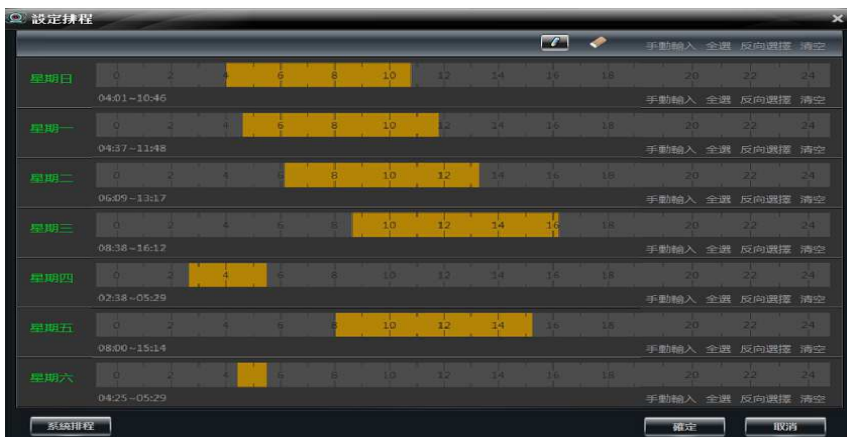 設定排程
手動輸入 全選 反向選擇 清空
星期日 0 2 4 6 8 10 12 14 16 18 20 22 24
04:01~10:46 手動輸入 全選 反向選擇 清空
星期一 0 2 4 6 8 10 12 14 16 18 20 22 24
04:37~11:48 手動輸入 全選 反向選擇 清空
星期二 0 2 4 6 8 10 12 14 16 18 20 22 24
06:09~13:17 手動輸入 全選 反向選擇 清空
星期三 0 2 4 6 8 10 12 14 16 18 20 22 24
08:38~16:12 手動輸入 全選 反向選擇 清空
星期四 0 2 4 6 8 10 12 14 16 18 20 22 24
02:38~05:29 手動輸入 全選 反向選擇 清空
星期五 0 2 4 6 8 10 12 14 16 18 20 22 24
08:00~15:14 手動輸入 全選 反向選擇 清空
星期六 0 2 4 6 8 10 12 14 16 18 20 22 24
04:25~05:29 手動輸入 全選 反向選擇 清空
系統排程 確定 取消